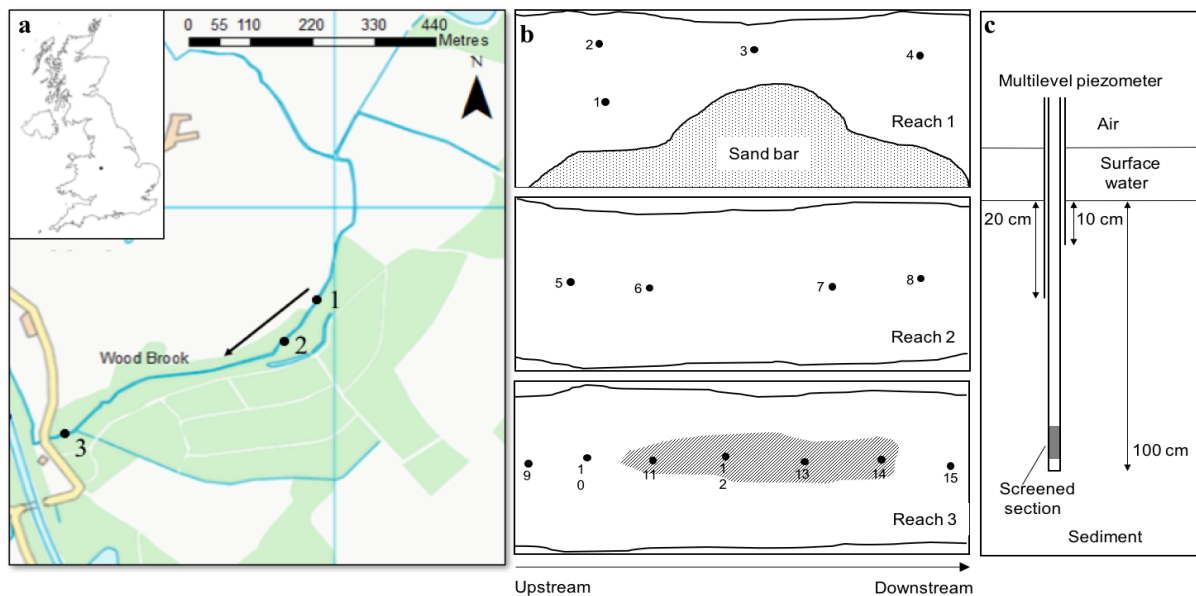 a
0 55 110 220 330 440
Metres
N
1
2
Wood Brook
3
b
2
3
4
1
Reach 1
Sand bar
5
6
7
8
Reach 2
9
1
0
11
1
2
13
14
15
Reach 3
Upstream
Downstream
c
Multilevel piezometer
Air
Surface
water
20 cm
10 cm
100 cm
Screened
section
Sediment